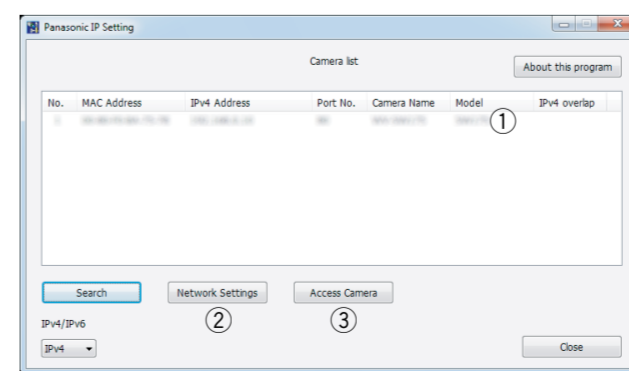 Panasonic IP Setting
Camera list
About this program
No. MAC Address IPv4 Address Port No. Camera Name Model IPv4 overlap
①
Search Network Settings Access Camera
② ③
IPv4/IPv6
IPv4
Close